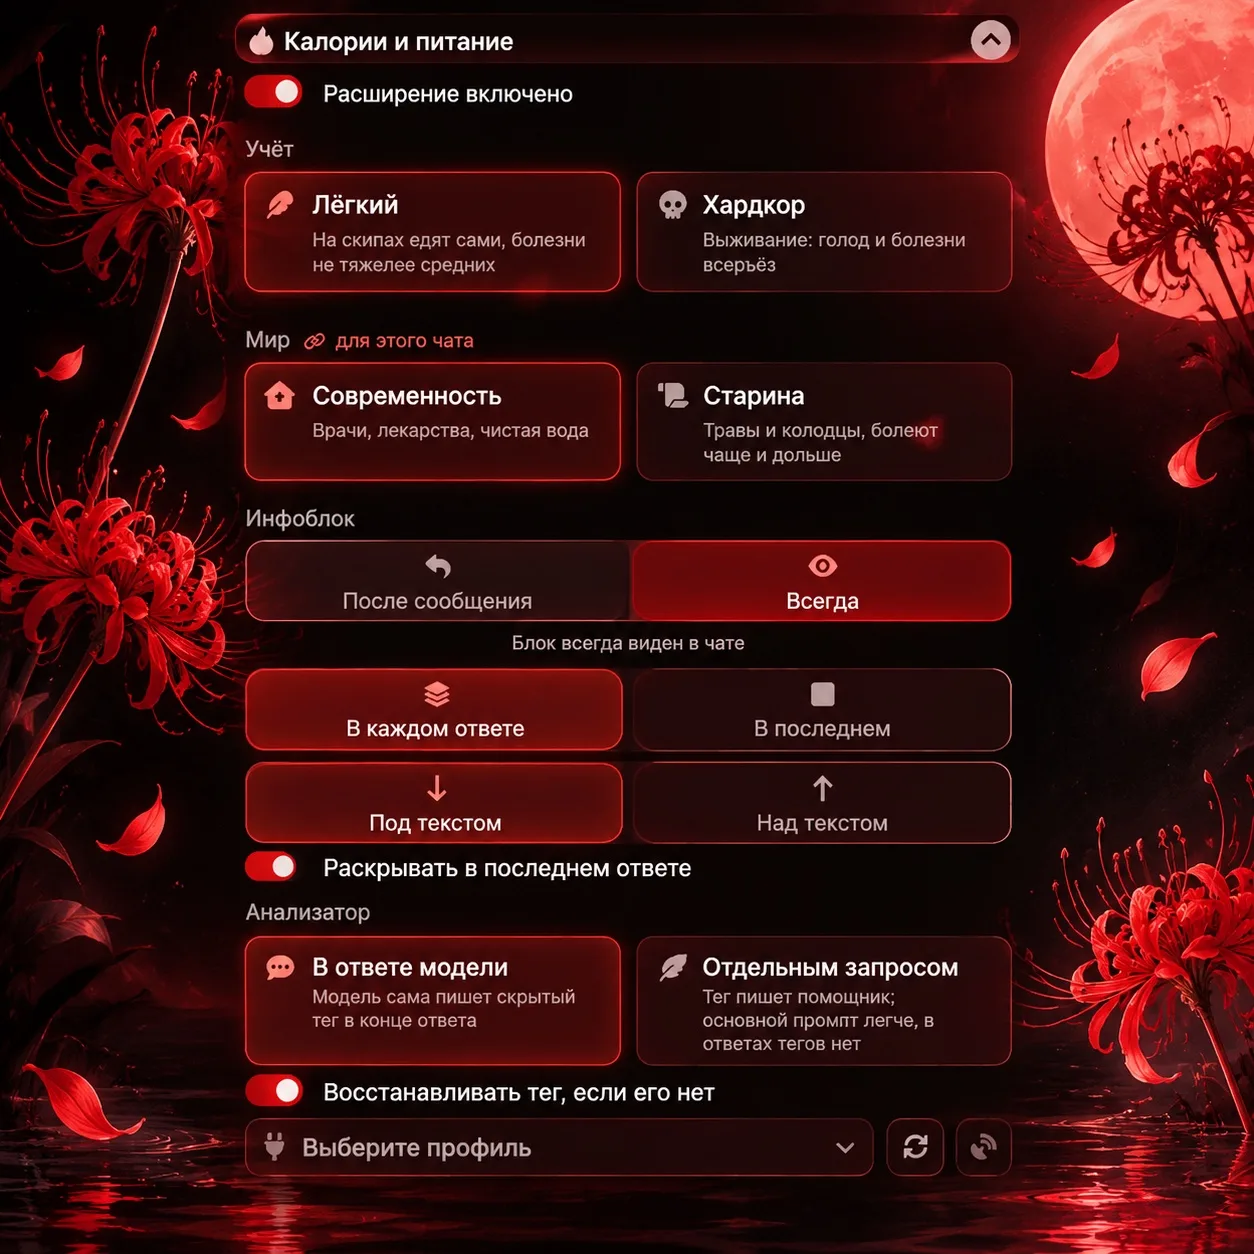 Калории и питание
Расширение включено
Учёт
Лёгкий
На скипах едят сами, болезни
не тяжелее средних
Хардкор
Выживание: голод и болезни
всерьёз
Мир для этого чата
Современность
Врачи, лекарства, чистая вода
Старина
Травы и колодцы, болеют
чаще и дольше
Инфоблок
После сообщения
Всегда
Блок всегда виден в чате
В каждом ответе
В последнем
Под текстом
Над текстом
Раскрывать в последнем ответе
Анализатор
В ответе модели
Модель сама пишет скрытый
тег в конце ответа
Отдельным запросом
Тег пишет помощник;
основной промпт легче, в
ответах тегов нет
Восстанавливать тег, если его нет
Выберите профиль